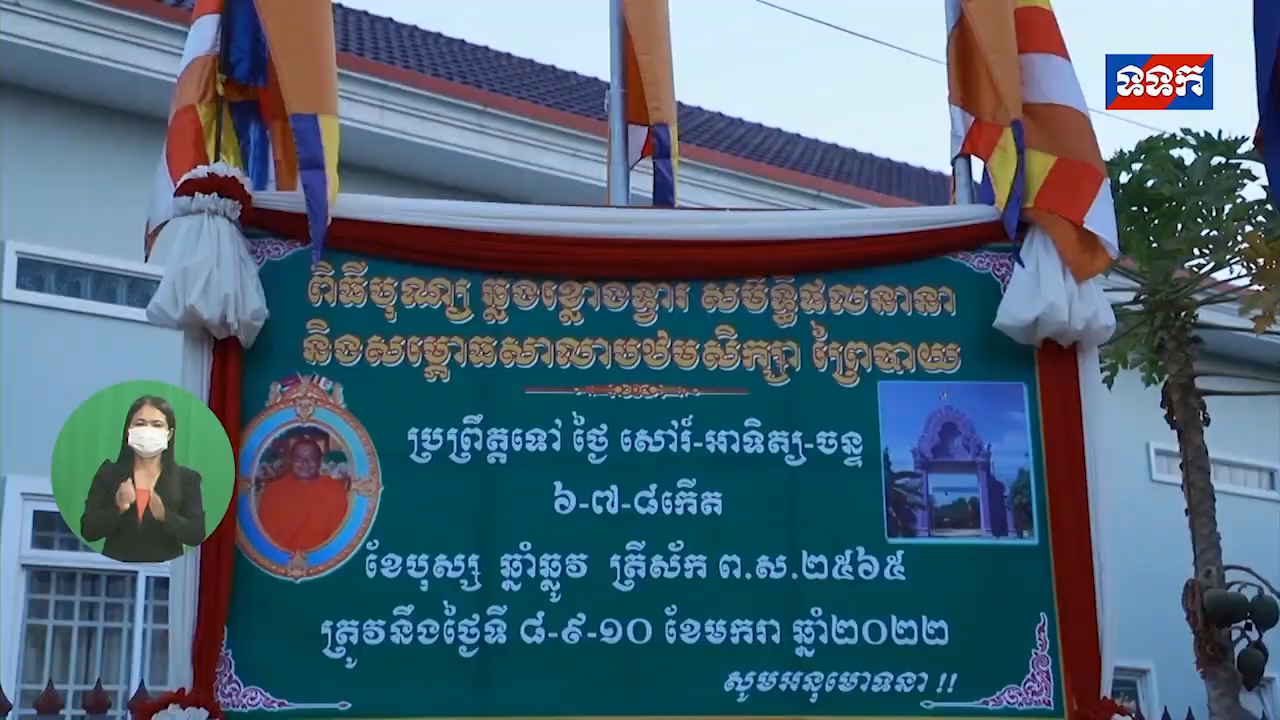 ទទក
ពិធីបុណ្យ ឆ្លងខ្លោងទ្វារ សមិទ្ធិផលនានា
និងសម្ពោធសាលាបឋមសិក្សា ព្រៃបាយ
ប្រព្រឹត្តទៅ ថ្ងៃ សៅរ៍-អាទិត្យ-ចន្ទ
៦-៧-៨កើត
ខែបុស្ស ឆ្នាំឆ្លូវ ត្រីស័ក ព.ស.២៥៦៥
ត្រូវនឹងថ្ងៃទី ៨-៩-១០ ខែមករា ឆ្នាំ២០២២
សូមអនុមោទនា !!